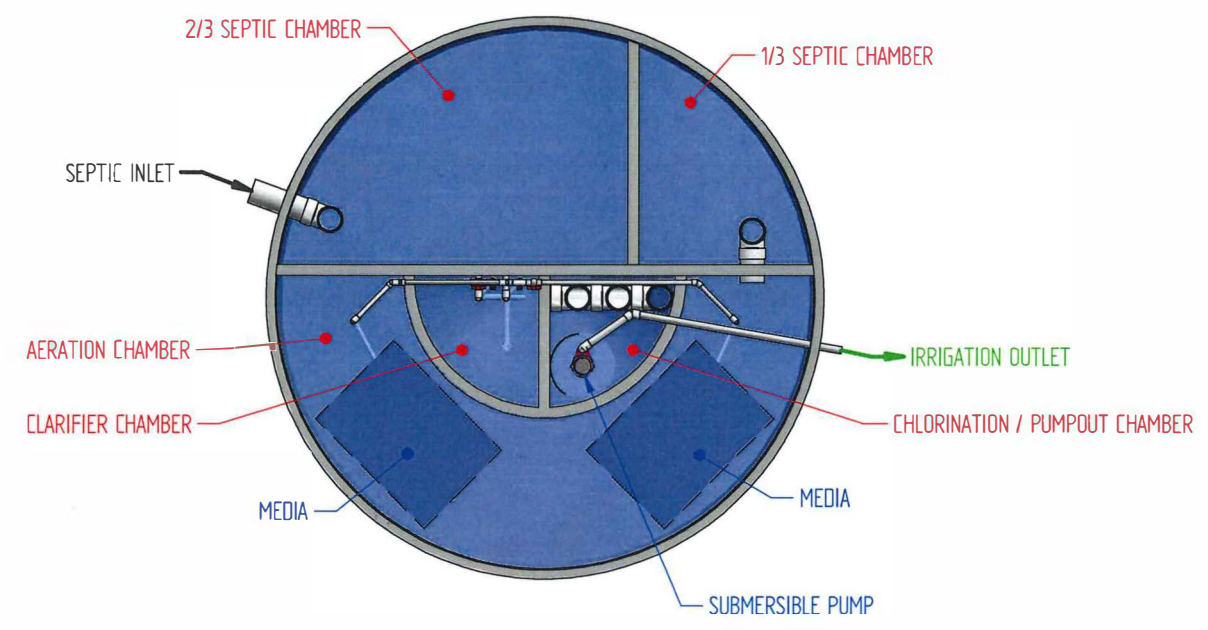 2/3 SEPTIC CHAMBER
1/3 SEPTIC CHAMBER
SEPTIC INLET
AERATION CHAMBER
IRRIGATION OUTLET
CLARIFIER CHAMBER
CHLORINATION / PUMPOUT CHAMBER
MEDIA
MEDIA
SUBMERSIBLE PUMP